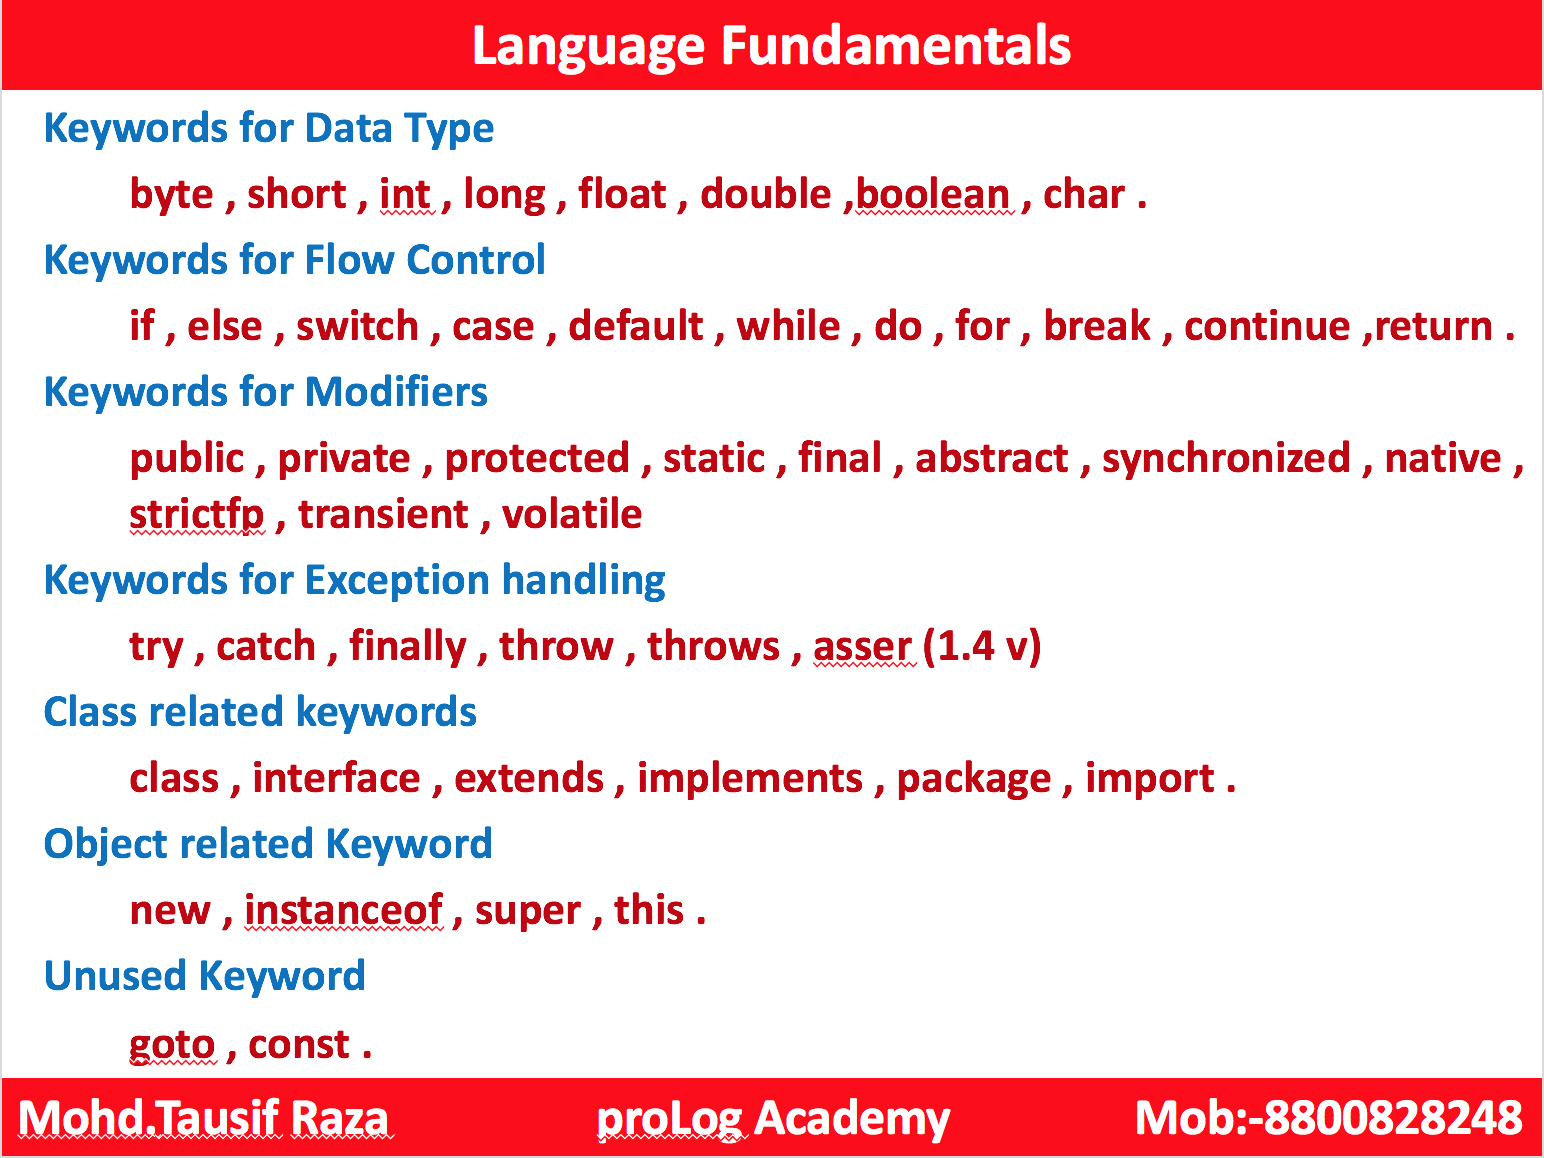 Language Fundamentals
Keywords for Data Type
byte , short , int , long , float , double ,boolean , char .
Keywords for Flow Control
if , else , switch , case , default , while , do , for , break , continue ,return .
Keywords for Modifiers
public , private , protected , static , final , abstract , synchronized , native ,
strictfp , transient , volatile
Keywords for Exception handling
try , catch , finally , throw , throws , asser (1.4 v)
Class related keywords
class , interface , extends , implements , package , import .
Object related Keyword
new , instanceof , super , this .
Unused Keyword
goto , const .
Mohd.Tausif Raza proLog Academy Mob:-8800828248